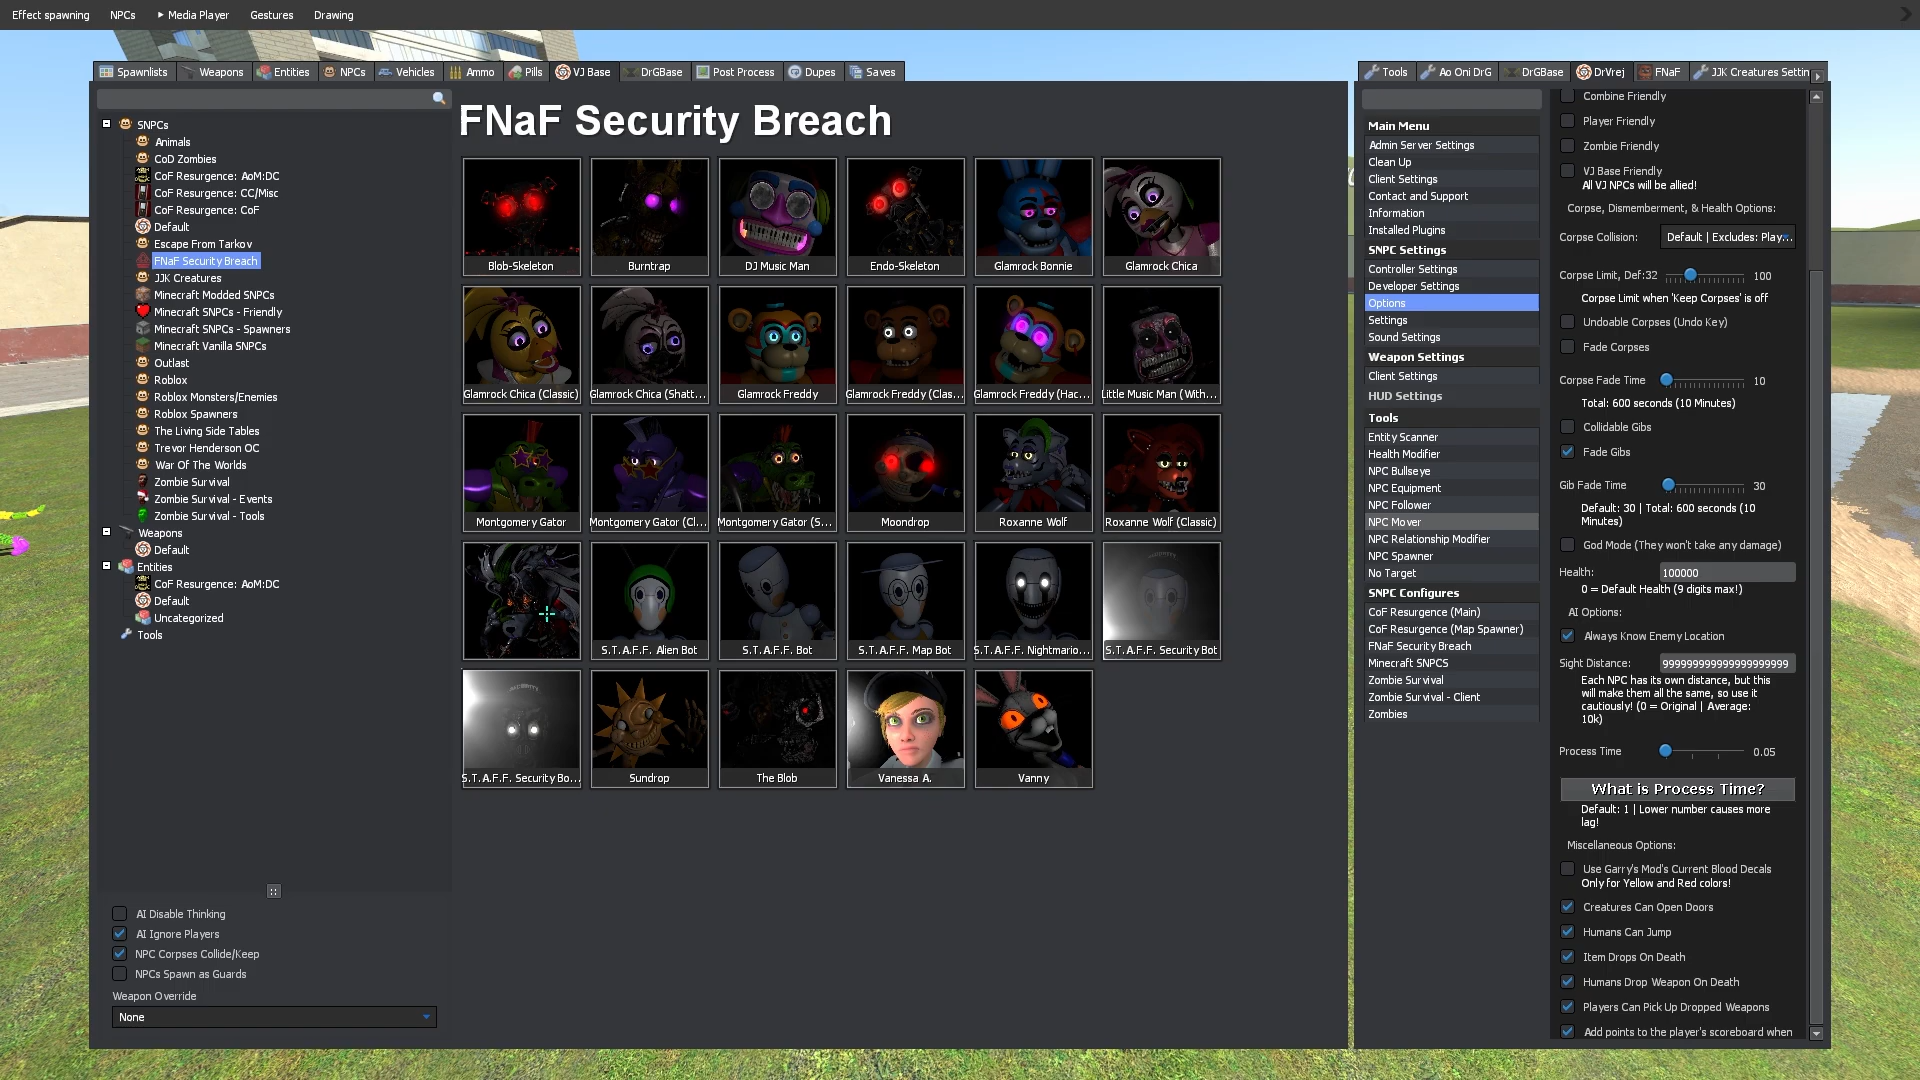 Effect spawning NPCs Media Player Gestures Drawing
Spawnlists Weapons Entities NPCs Vehicles Ammo Pills VJ Base DrGBase Post Process Dupes Saves
SNPCs
Animals
CoD Zombies
CoF Resurgence: AoM:DC
CoF Resurgence: CC/Misc
CoF Resurgence: CoF
Default
Escape From Tarkov
FNaF Security Breach
JJK Creatures
Minecraft Modded SNPCs
Minecraft SNPCs - Friendly
Minecraft SNPCs - Spawners
Minecraft Vanilla SNPCs
Outlast
Roblox
Roblox Monsters/Enemies
Roblox Spawners
The Living Side Tables
Trevor Henderson OC
War Of The Worlds
Zombie Survival
Zombie Survival - Events
Zombie Survival - Tools
Weapons
Default
Entities
CoF Resurgence: AoM:DC
Default
Uncategorized
Tools
AI Disable Thinking
AI Ignore Players
NPC Corpses Collide/Keep
NPCs Spawn as Guards
Weapon Override
None
FNaF Security Breach
Blob-Skeleton Burntrap DJ Music Man Endo-Skeleton Glamrock Bonnie Glamrock Chica
Glamrock Chica (Classic) Glamrock Chica (Shatt... Glamrock Freddy Glamrock Freddy (Clas... Glamrock Freddy (Hac... Little Music Man (With...
Montgomery Gator Montgomery Gator (Cl... Montgomery Gator (S... Moondrop Roxanne Wolf Roxanne Wolf (Classic)
S.T.A.F.F. Alien Bot S.T.A.F.F. Bot S.T.A.F.F. Map Bot S.T.A.F.F. Nightmario... S.T.A.F.F. Security Bot
S.T.A.F.F. Security Bo... Sundrop The Blob Vanessa A. Vanny
Tools Ao Oni DrG DrGBase DrVrej FNaF JJK Creatures Settin
Main Menu
Admin Server Settings
Clean Up
Client Settings
Contact and Support
Information
Installed Plugins
SNPC Settings
Controller Settings
Developer Settings
Options
Settings
Sound Settings
Weapon Settings
Client Settings
HUD Settings
Tools
Entity Scanner
Health Modifier
NPC Bullseye
NPC Equipment
NPC Follower
NPC Mover
NPC Relationship Modifier
NPC Spawner
No Target
SNPC Configures
CoF Resurgence (Main)
CoF Resurgence (Map Spawner)
FNaF Security Breach
Minecraft SNPCS
Zombie Survival
Zombie Survival - Client
Zombies
Combine Friendly
Player Friendly
Zombie Friendly
VJ Base Friendly
All VJ NPCs will be allied!
Corpse, Dismemberment, & Health Options:
Corpse Collision: Default | Excludes: Play...
Corpse Limit, Def:32 100
Corpse Limit when 'Keep Corpses' is off
Undoable Corpses (Undo Key)
Fade Corpses
Corpse Fade Time 10
Total: 600 seconds (10 Minutes)
Collidable Gibs
Fade Gibs
Gib Fade Time 30
Default: 30 | Total: 600 seconds (10
Minutes)
God Mode (They won't take any damage)
Health: 100000
0 = Default Health (9 digits max!)
AI Options:
Always Know Enemy Location
Sight Distance:
Each NPC has its own distance, but this
will make them all the same, so use it
cautiously! (0 = Original | Average:
10k)
Process Time 0.05
What is Process Time?
Default: 1 | Lower number causes more
lag!
Miscellaneous Options:
Use Garry's Mod's Current Blood Decals
Only for Yellow and Red colors!
Creatures Can Open Doors
Humans Can Jump
Item Drops On Death
Humans Drop Weapon On Death
Players Can Pick Up Dropped Weapons
Add points to the player's scoreboard when